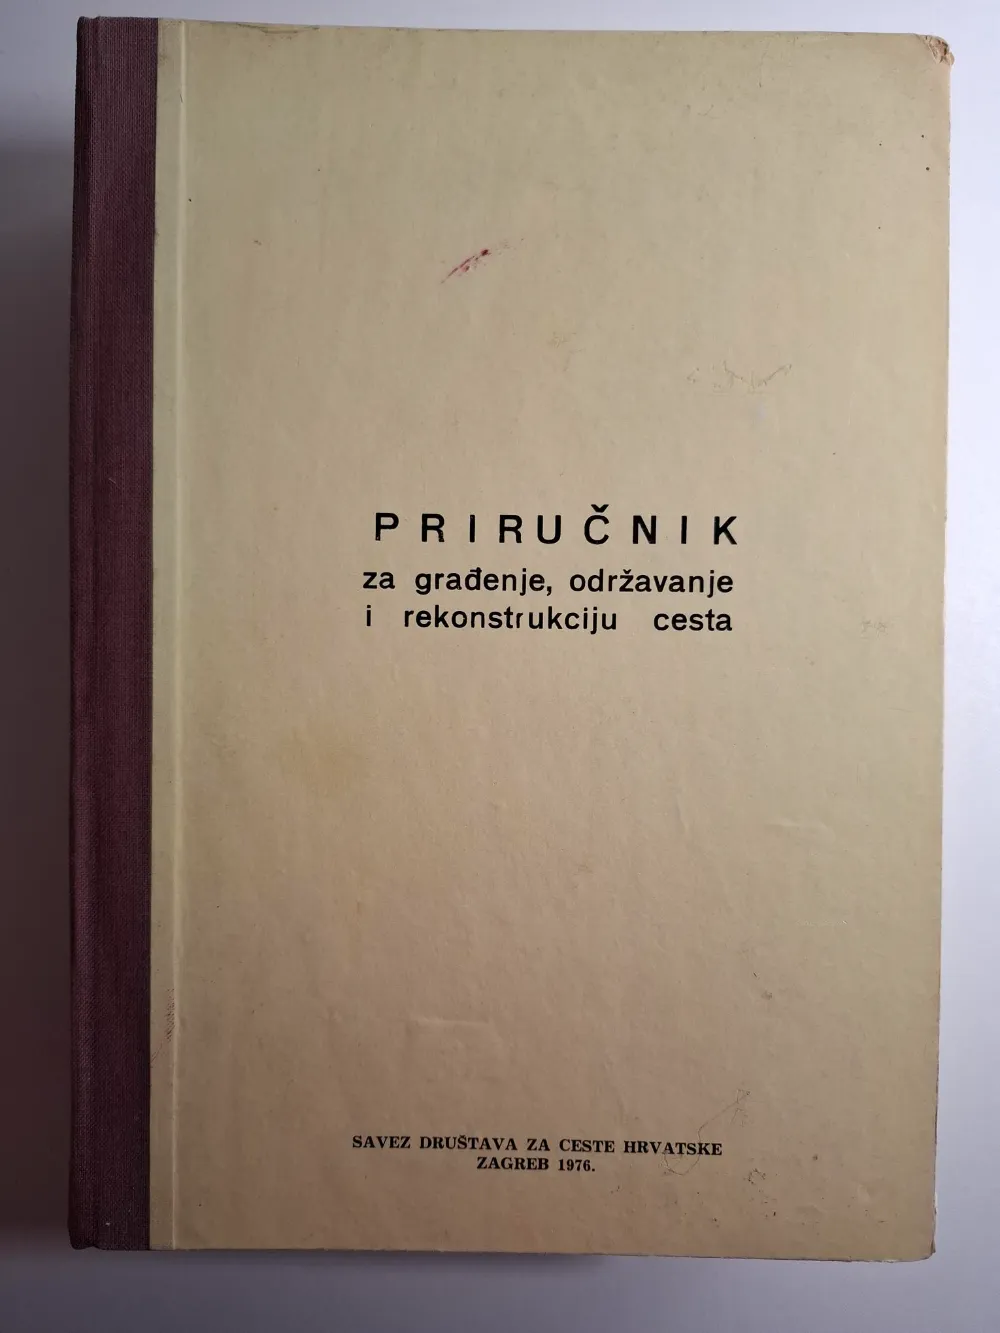 PRIRUČNIK
za građenje, održavanje
i rekonstrukciju cesta
SAVEZ DRUŠTAVA ZA CESTE HRVATSKE
ZAGREB 1976.